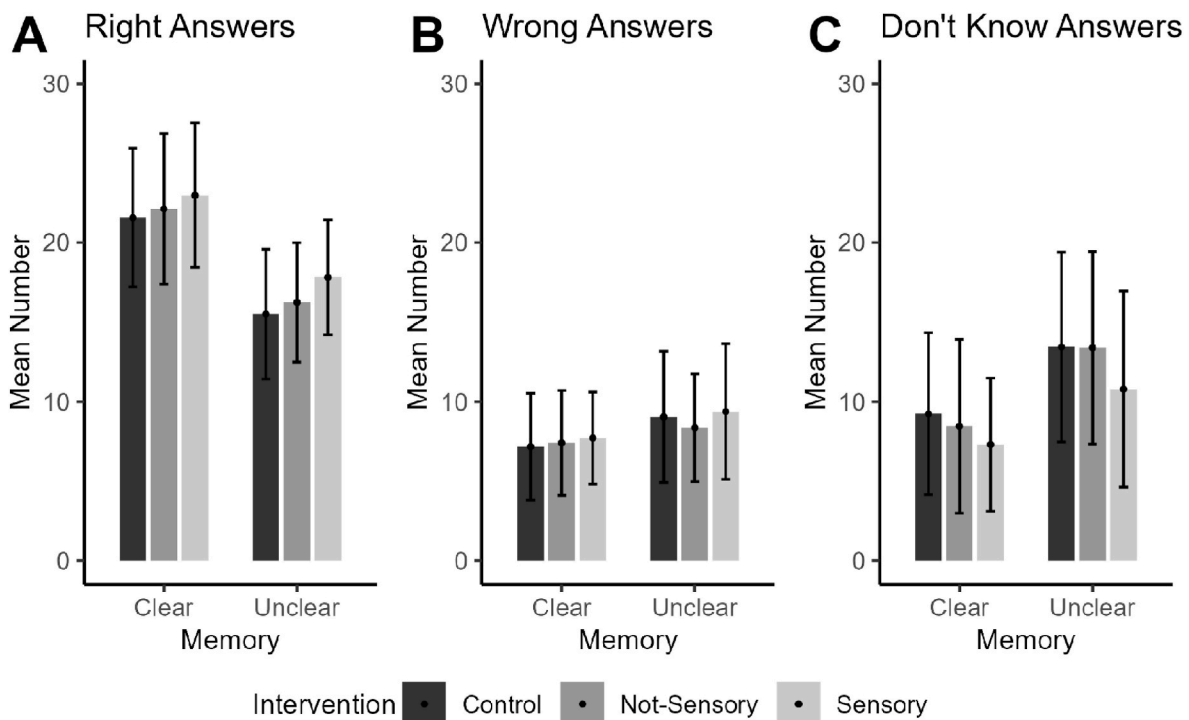 A Right Answers
B Wrong Answers
C Don't Know Answers
Mean Number
30
20
10
0
Clear Unclear
Memory
Mean Number
30
20
10
0
Clear Unclear
Memory
Mean Number
30
20
10
0
Clear Unclear
Memory
Intervention Control Not-Sensory Sensory